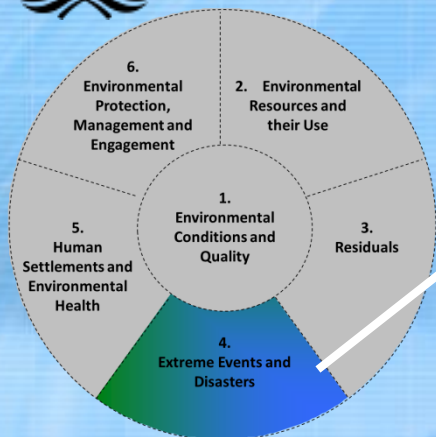 6.
Environmental
Protection,
Management and
Engagement
2. Environmental
Resources and
their Use
1.
Environmental
Conditions and
Quality
3.
Residuals
5.
Human
Settlements and
Environmental
Health
4.
Extreme Events and
Disasters